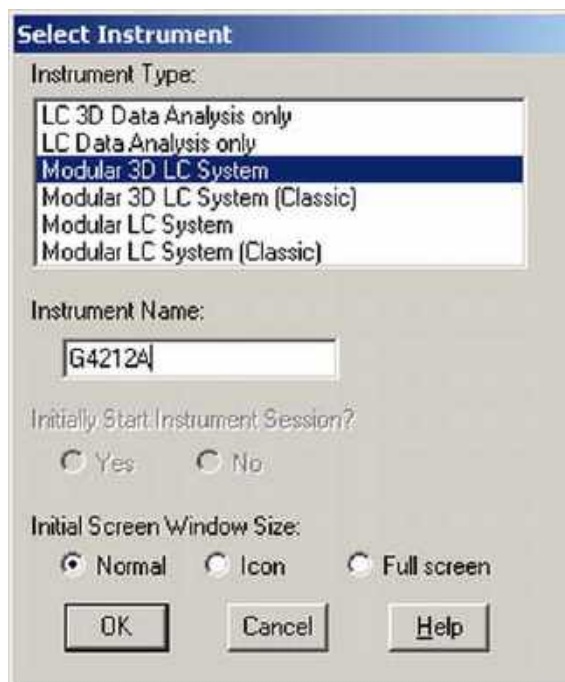 Select Instrument
Instrument Type:
LC 3D Data Analysis only
LC Data Analysis only
Modular 3D LC System
Modular 3D LC System (Classic)
Modular LC System
Modular LC System (Classic)
Instrument Name:
G4212A
Initially Start Instrument Session?
Yes No
Initial Screen Window Size:
Normal Icon Full screen
OK Cancel Help